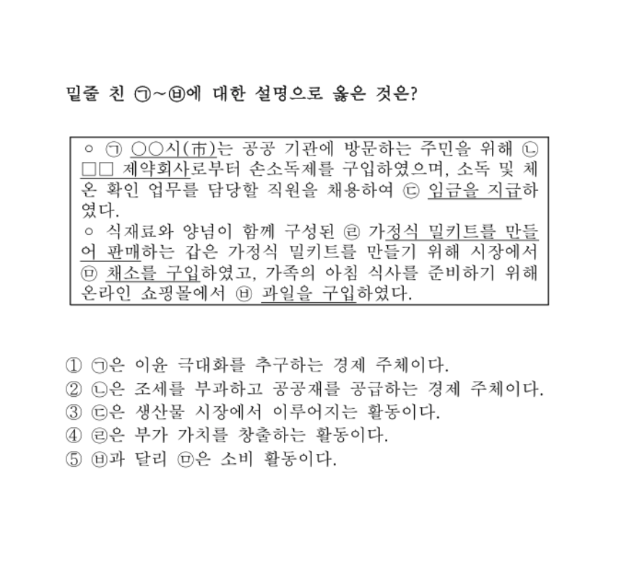 밑줄 친 ㉠~㉥에 대한 설명으로 옳은 것은?
○ ㉠ ○○시(市)는 공공 기관에 방문하는 주민을 위해 ㉡
□□ 제약회사로부터 손소독제를 구입하였으며, 소독 및 체
온 확인 업무를 담당할 직원을 채용하여 ㉢ 임금을 지급하
였다.
○ 식재료와 양념이 함께 구성된 ㉣ 가정식 밀키트를 만들
어 판매하는 갑은 가정식 밀키트를 만들기 위해 시장에서
㉤ 채소를 구입하였고, 가족의 아침 식사를 준비하기 위해
온라인 쇼핑몰에서 ㉥ 과일을 구입하였다.
① ㉠은 이윤 극대화를 추구하는 경제 주체이다.
② ㉡은 조세를 부과하고 공공재를 공급하는 경제 주체이다.
③ ㉢은 생산물 시장에서 이루어지는 활동이다.
④ ㉣은 부가 가치를 창출하는 활동이다.
⑤ ㉥과 달리 ㉤은 소비 활동이다.